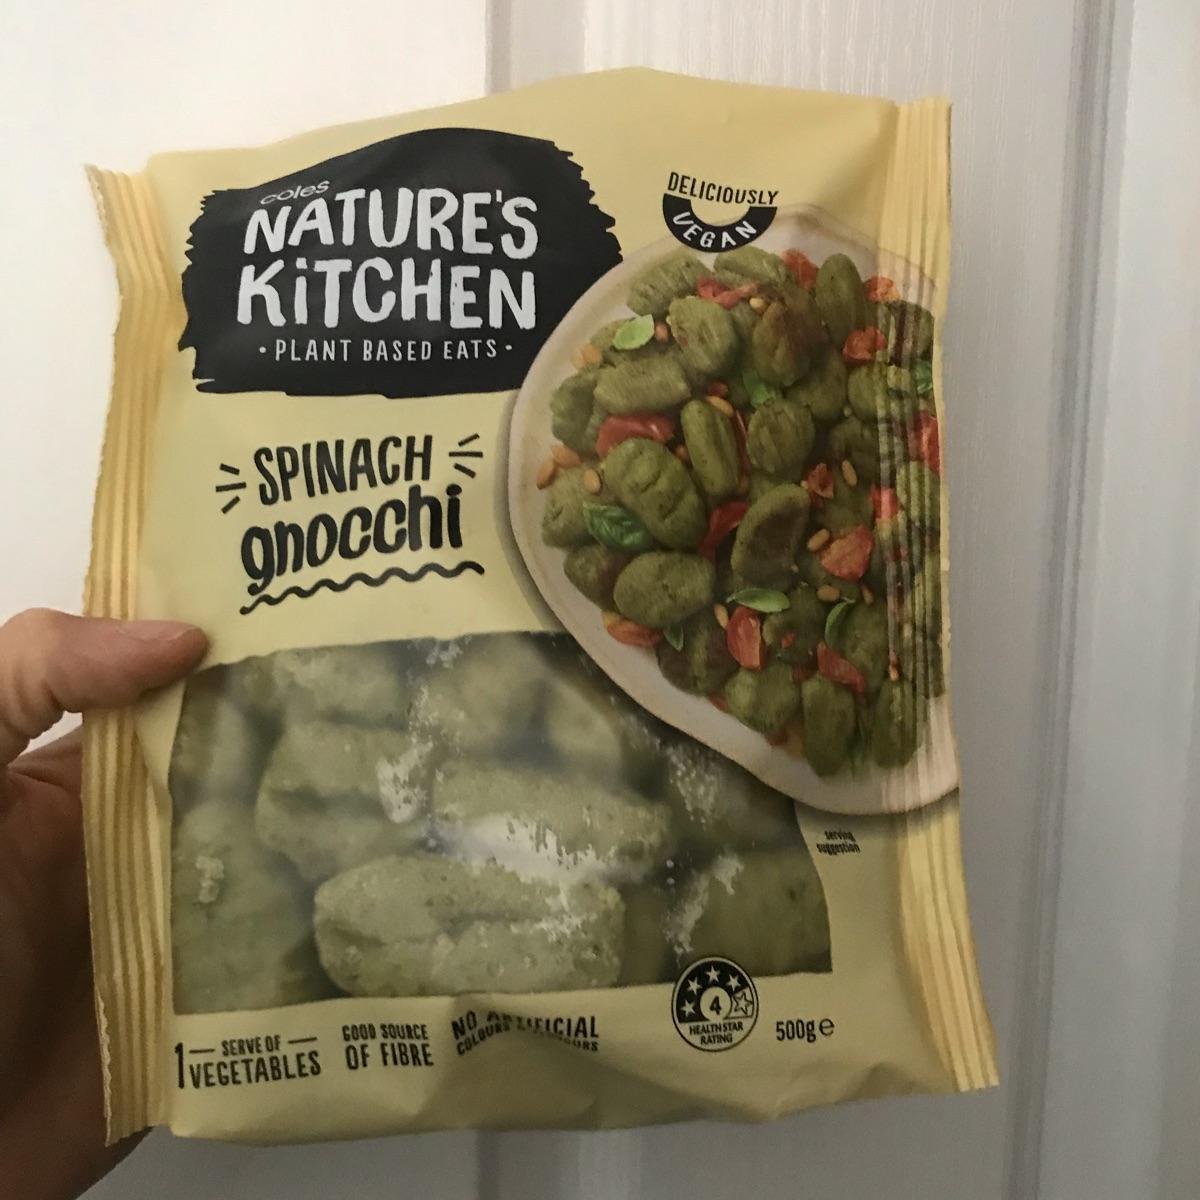 coles
NATURE'S
KiTCHEN
• PLANT BASED EATS •
DELICIOUSLY
VEGAN
SPINACH
gnocchi
serving
suggestion
1 SERVE OF
VEGETABLES
GOOD SOURCE
OF FIBRE
NO ARTIFICIAL
COLOURS
4
HEALTH STAR
RATING
500g e